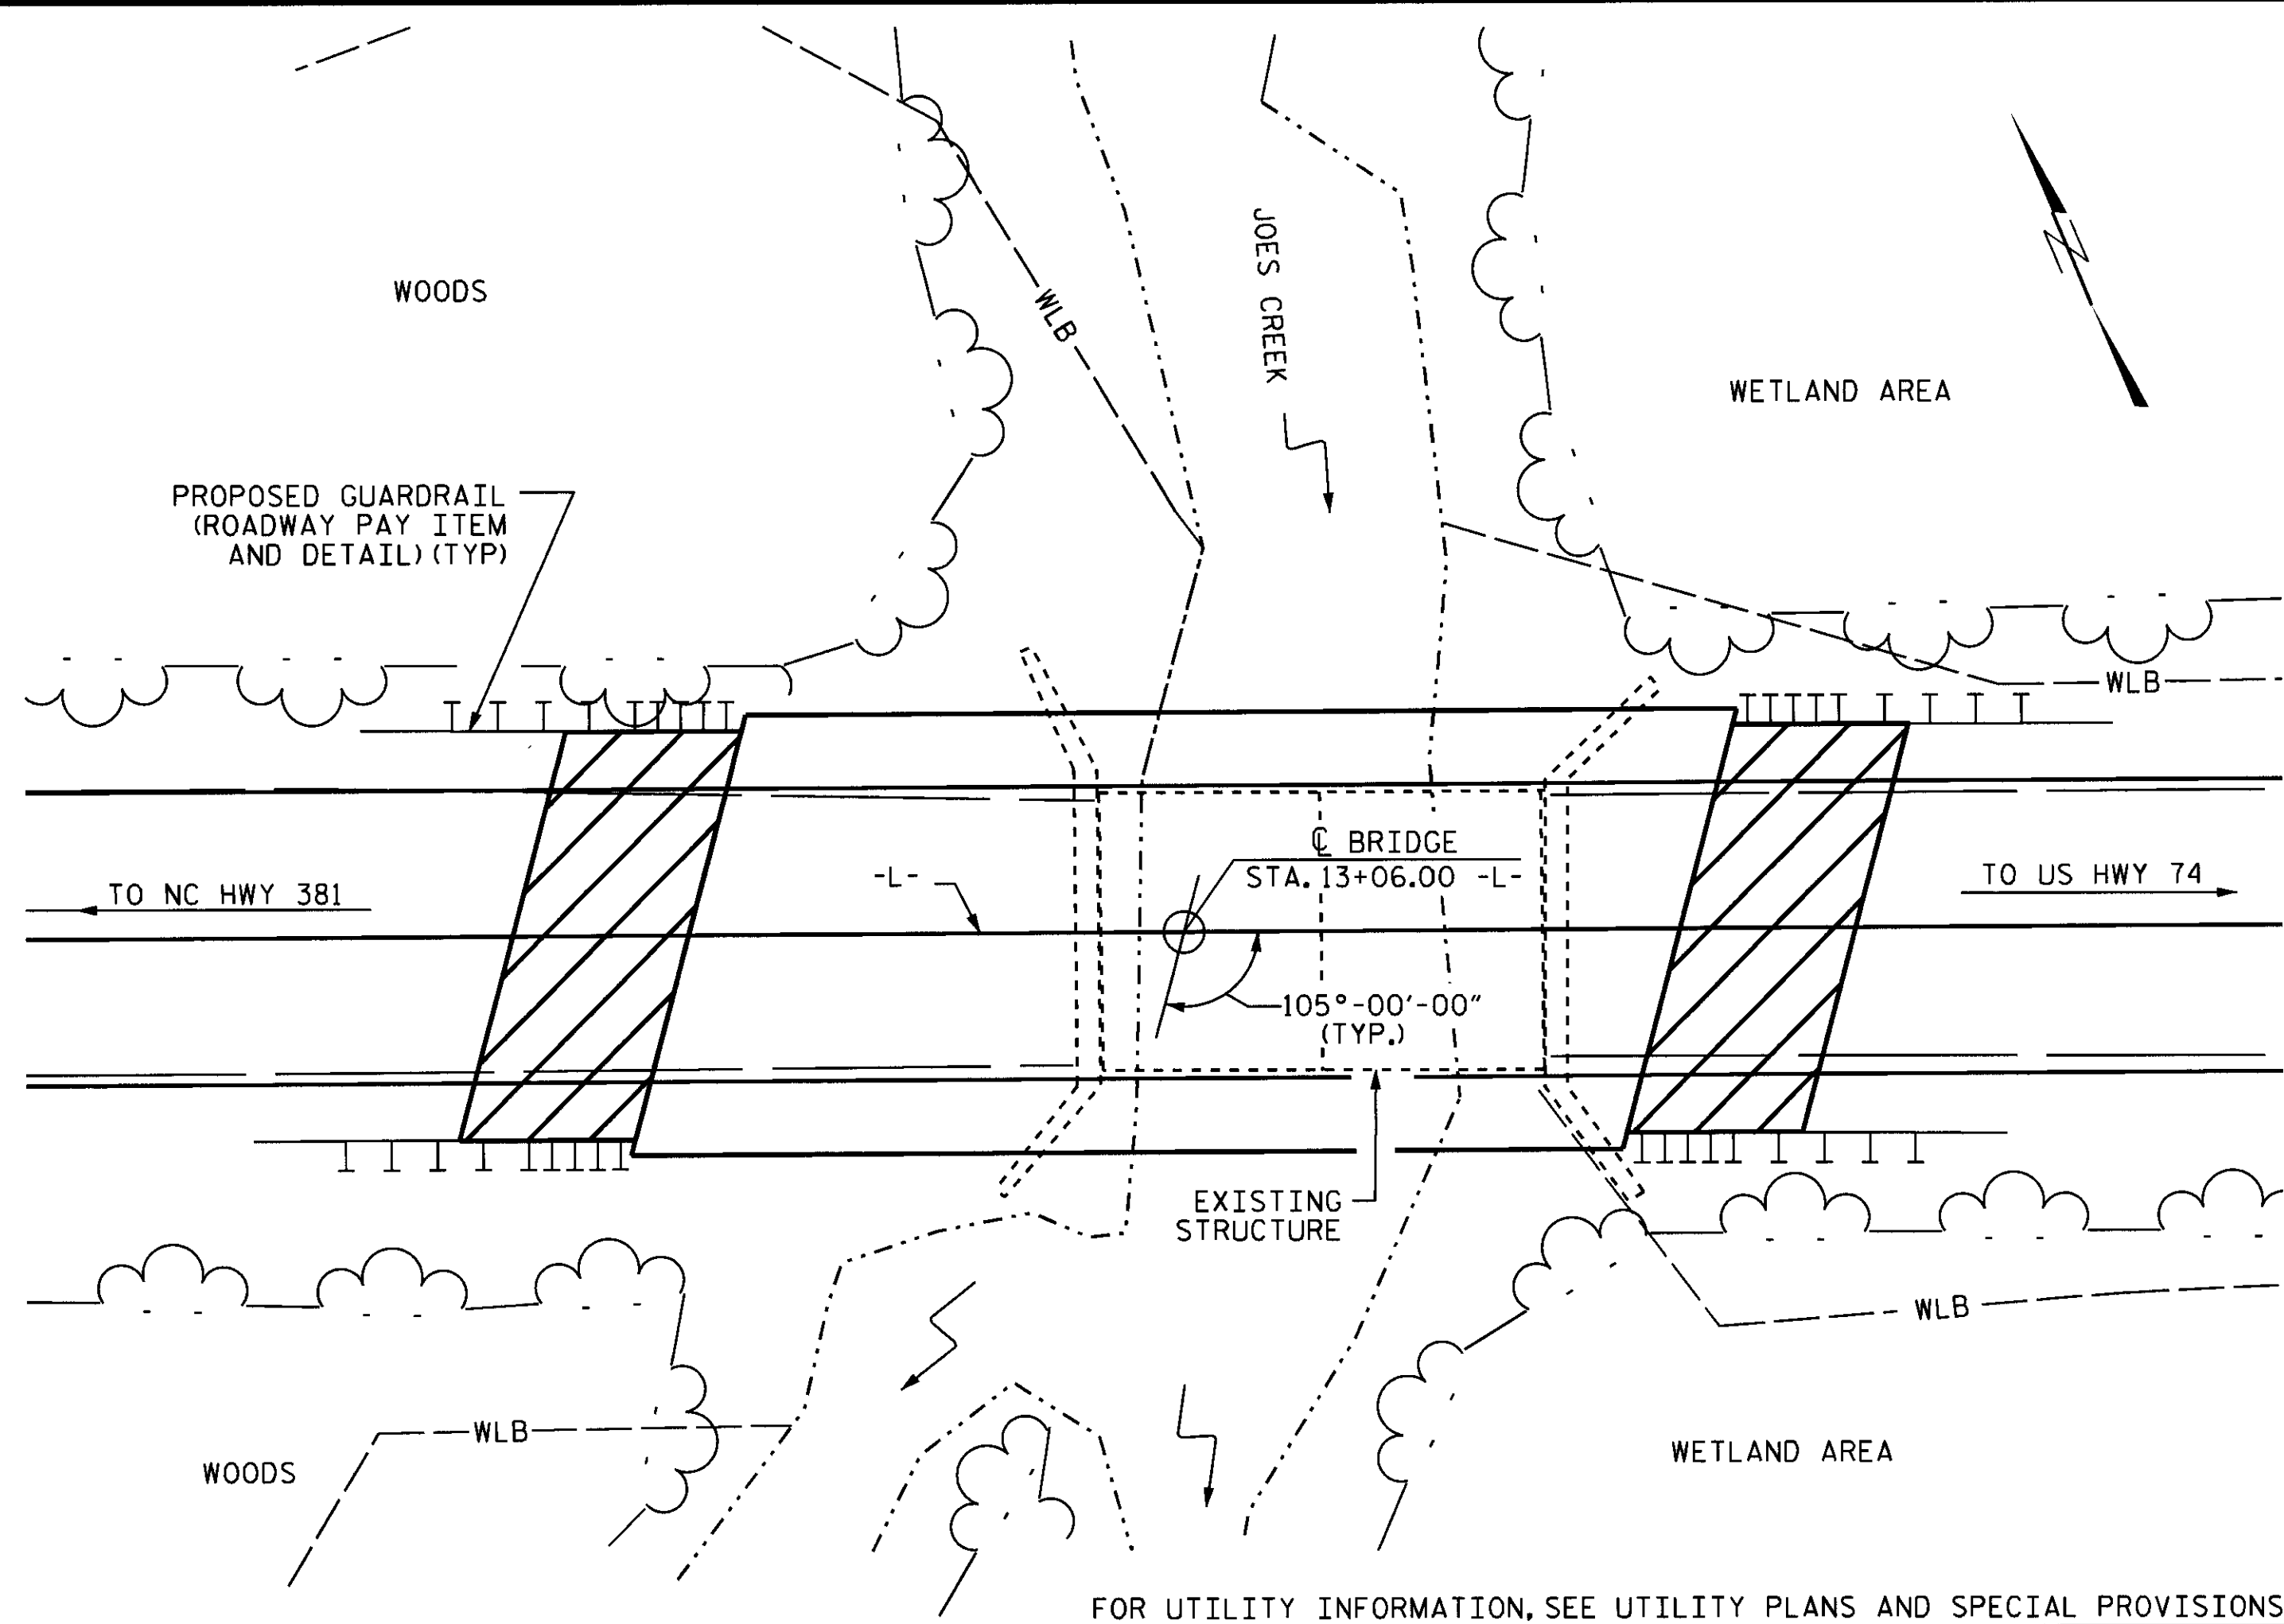 WOODS
JOES CREEK
WLB
WETLAND AREA
PROPOSED GUARDRAIL
(ROADWAY PAY ITEM
AND DETAIL)(TYP)
WLB
℄ BRIDGE
STA. 13+06.00 -L-
-L-
TO NC HWY 381
TO US HWY 74
105°-00'-00"
(TYP.)
EXISTING
STRUCTURE
WLB
WLB
WOODS
WETLAND AREA
FOR UTILITY INFORMATION, SEE UTILITY PLANS AND SPECIAL PROVISIONS